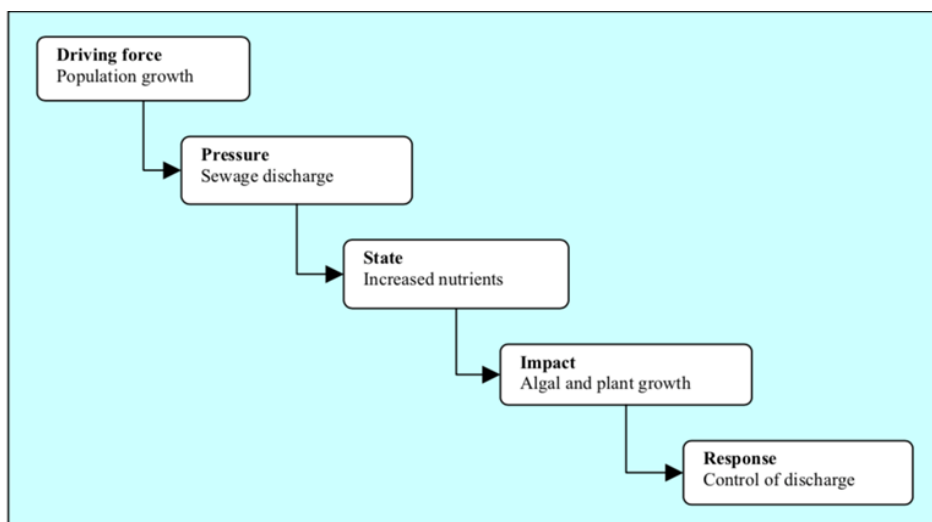 Driving force
Population growth
Pressure
Sewage discharge
State
Increased nutrients
Impact
Algal and plant growth
Response
Control of discharge